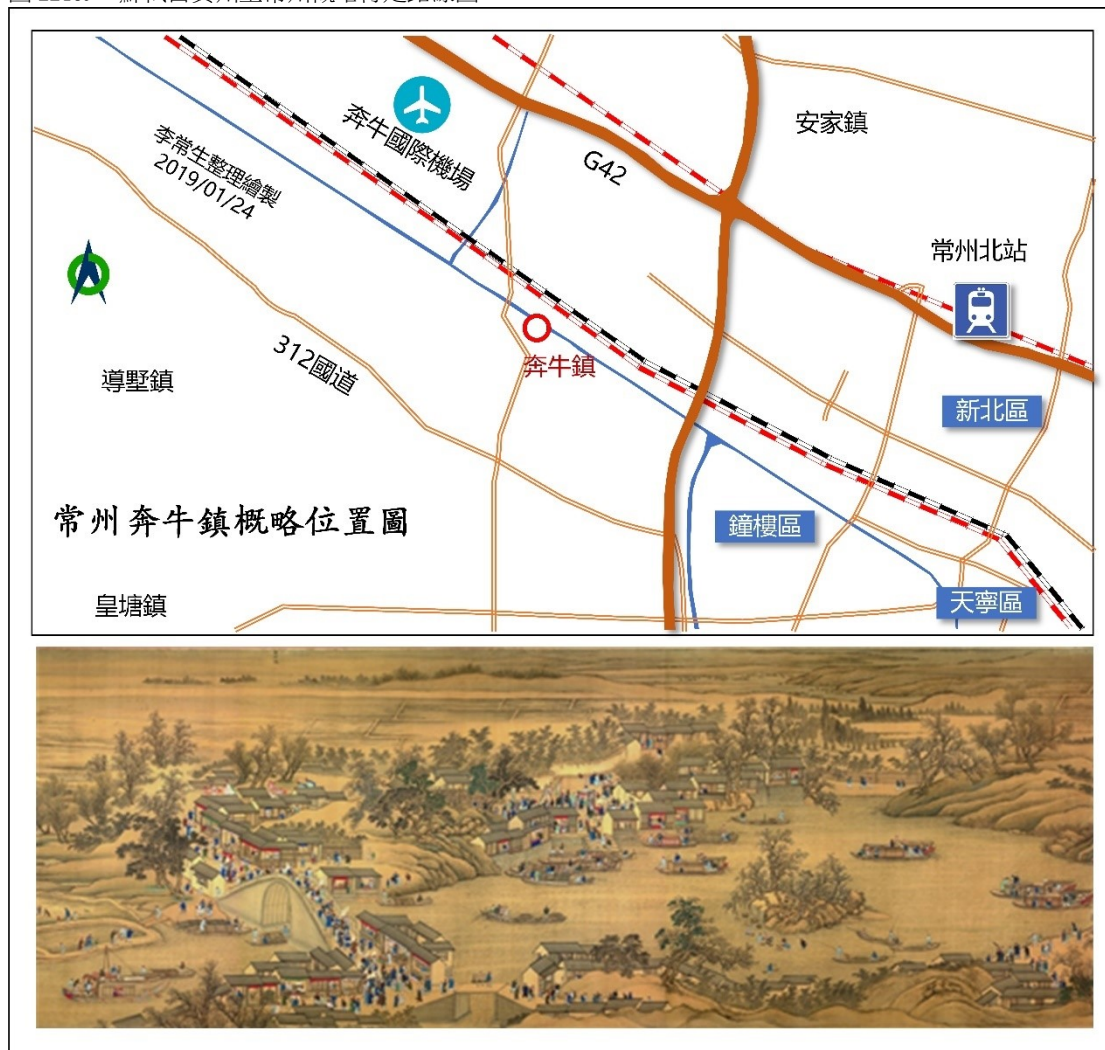 奔牛國際機場
G42
安家鎮
李常生整理繪製
2019/01/24
常州北站
312國道
奔牛鎮
導墅鎮
新北區
常州奔牛鎮概略位置圖
鐘樓區
皇塘鎮
天寧區